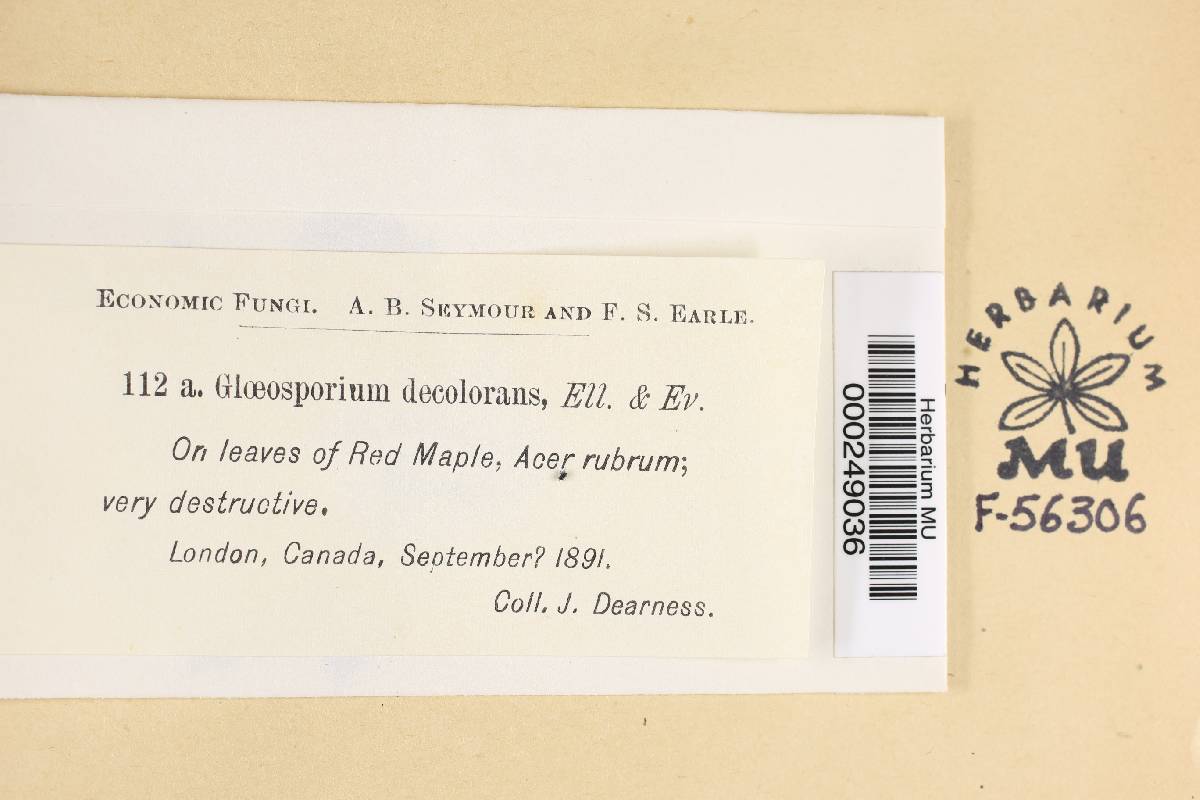 ECONOMIC FUNGI. A. B. SEYMOUR AND F. S. EARLE.
112 a. Glœosporium decolorans, Ell. & Ev.
On leaves of Red Maple, Acer rubrum;
very destructive.
London, Canada, September? 1891.
Coll. J. Dearness.
Herbarium MU
000249036
HERBARIUM
MU
F-56306